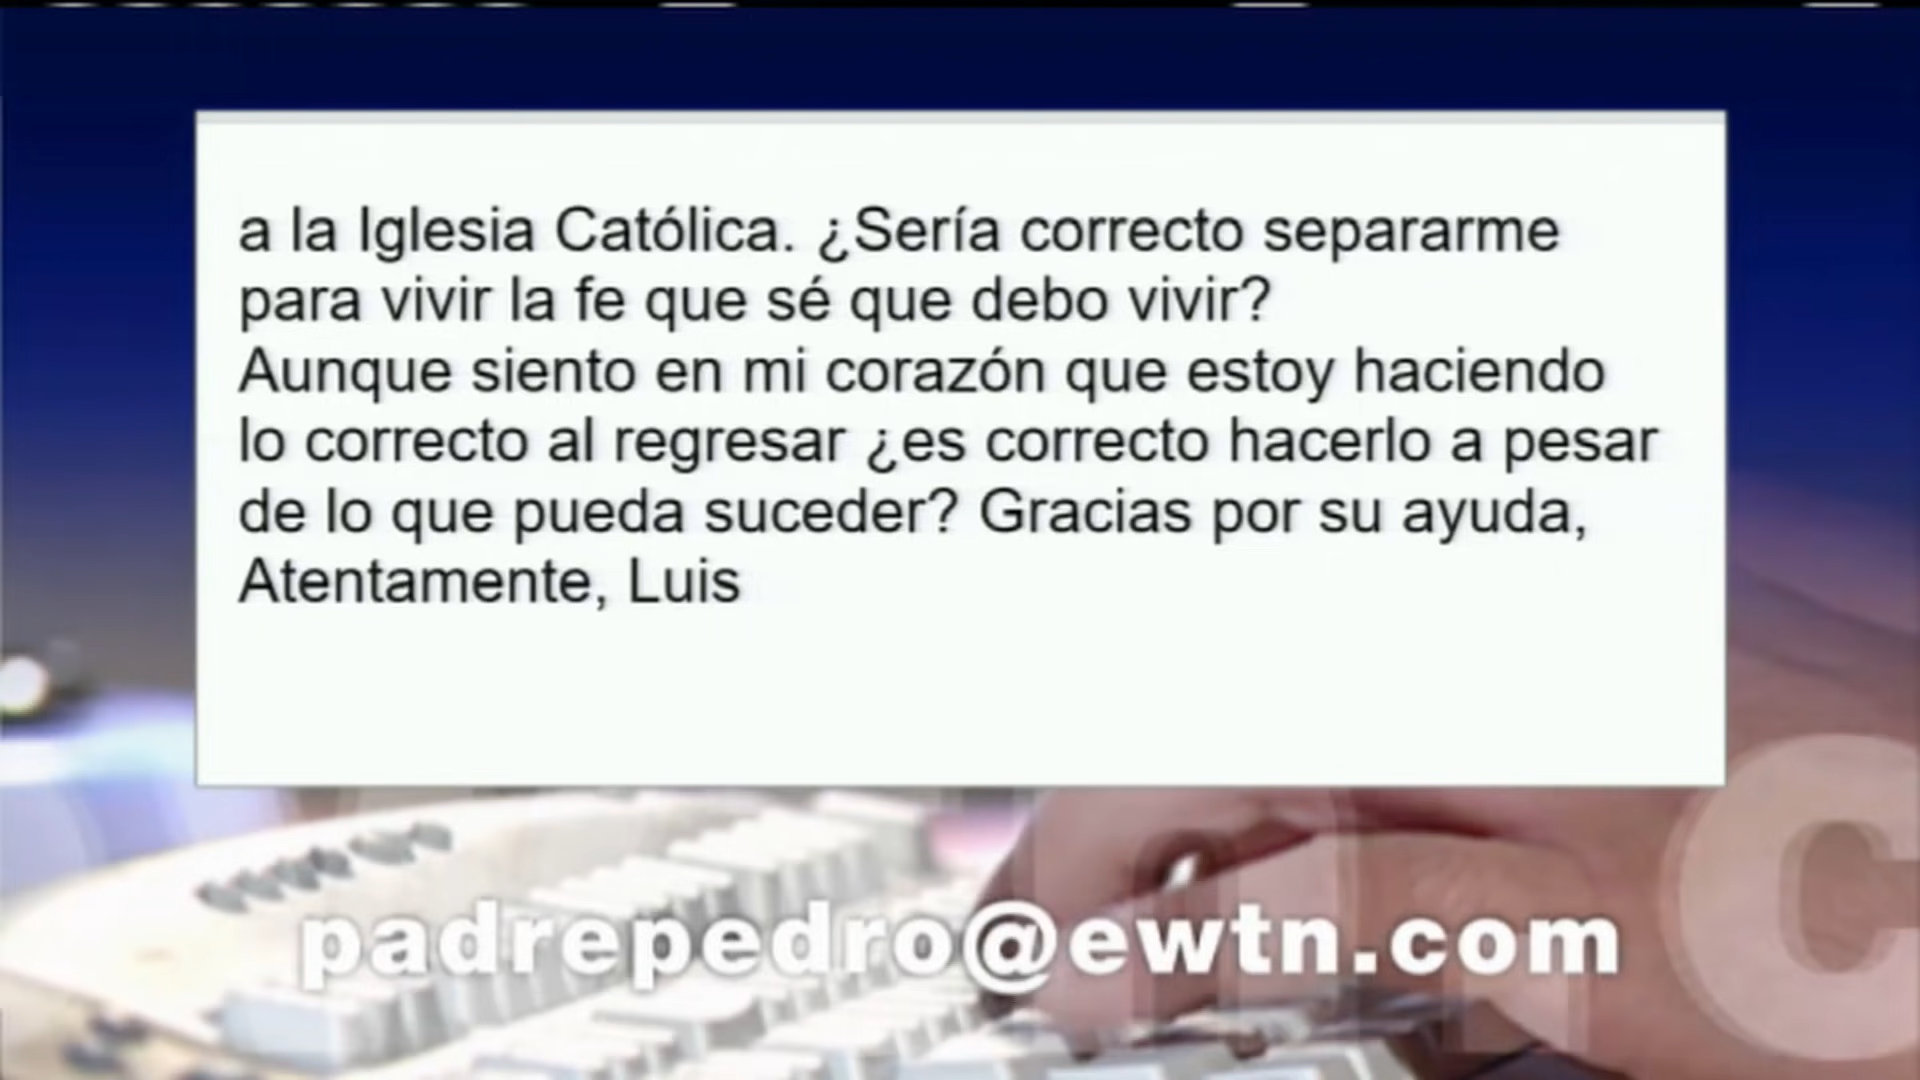 a la Iglesia Católica. ¿Sería correcto separarme
para vivir la fe que sé que debo vivir?
Aunque siento en mi corazón que estoy haciendo
lo correcto al regresar ¿es correcto hacerlo a pesar
de lo que pueda suceder? Gracias por su ayuda,
Atentamente, Luis
padrepedro@ewtn.com